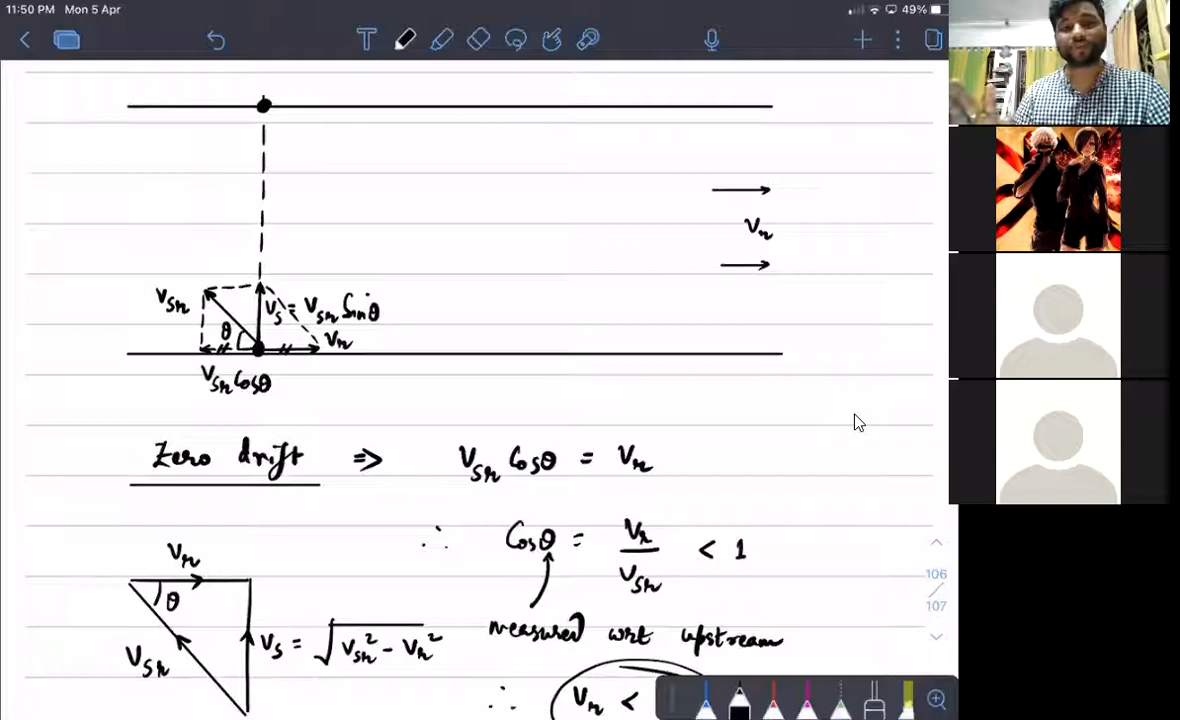 11:50 PM Mon 5 Apr
49%
T
Vr
VSr
VS = VSr Sinθ
θ
Vr
VSr Cosθ
Zero drift ⇒ VSr Cosθ = Vr
∴ Cosθ = Vr / VSr < 1
measured wrt upstream
Vr
θ
VSr
VS = √VSr² - Vr²
∴ Vr <
106
107